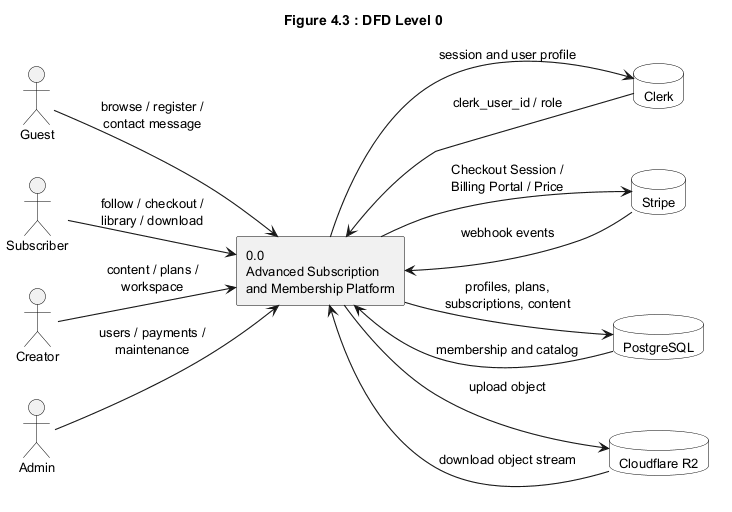 Figure 4.3 : DFD Level 0
Guest
browse / register /
contact message
Subscriber
follow / checkout /
library / download
Creator
content / plans /
workspace
Admin
users / payments /
maintenance
0.0
Advanced Subscription
and Membership Platform
session and user profile
clerk_user_id / role
Clerk
Checkout Session /
Billing Portal / Price
webhook events
Stripe
profiles, plans,
subscriptions, content
membership and catalog
PostgreSQL
upload object
download object stream
Cloudflare R2